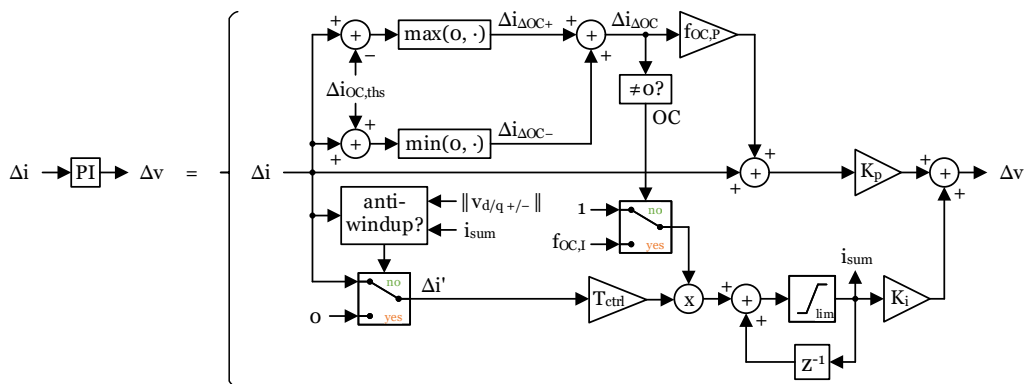 Δi PI Δv = Δi
+ + − max(0, ·) Δi_ΔOC+ + + + Δi_ΔOC f_OC,P
Δi_OC,ths
≠0?
OC
+ + + min(0, ·) Δi_ΔOC−
+ + + K_p + + + Δv
anti-
windup?
‖v_d/q +/−‖
i_sum
1 no
f_OC,I yes
no
0 yes
Δi'
T_ctrl x + + + lim i_sum K_i
z⁻¹